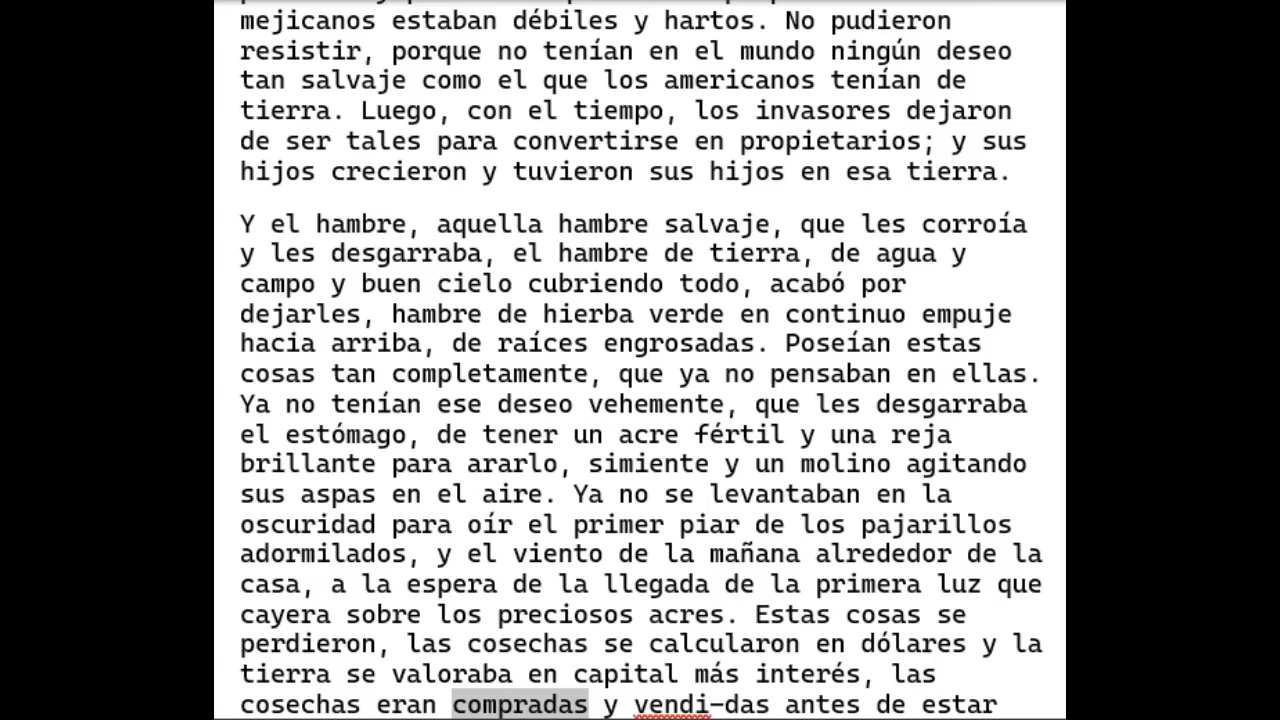 mejicanos estaban débiles y hartos. No pudieron
resistir, porque no tenían en el mundo ningún deseo
tan salvaje como el que los americanos tenían de
tierra. Luego, con el tiempo, los invasores dejaron
de ser tales para convertirse en propietarios; y sus
hijos crecieron y tuvieron sus hijos en esa tierra.
Y el hambre, aquella hambre salvaje, que les corroía
y les desgarraba, el hambre de tierra, de agua y
campo y buen cielo cubriendo todo, acabó por
dejarles, hambre de hierba verde en continuo empuje
hacia arriba, de raíces engrosadas. Poseían estas
cosas tan completamente, que ya no pensaban en ellas.
Ya no tenían ese deseo vehemente, que les desgarraba
el estómago, de tener un acre fértil y una reja
brillante para ararlo, simiente y un molino agitando
sus aspas en el aire. Ya no se levantaban en la
oscuridad para oír el primer piar de los pajarillos
adormilados, y el viento de la mañana alrededor de la
casa, a la espera de la llegada de la primera luz que
cayera sobre los preciosos acres. Estas cosas se
perdieron, las cosechas se calcularon en dólares y la
tierra se valoraba en capital más interés, las
cosechas eran compradas y vendi-das antes de estar